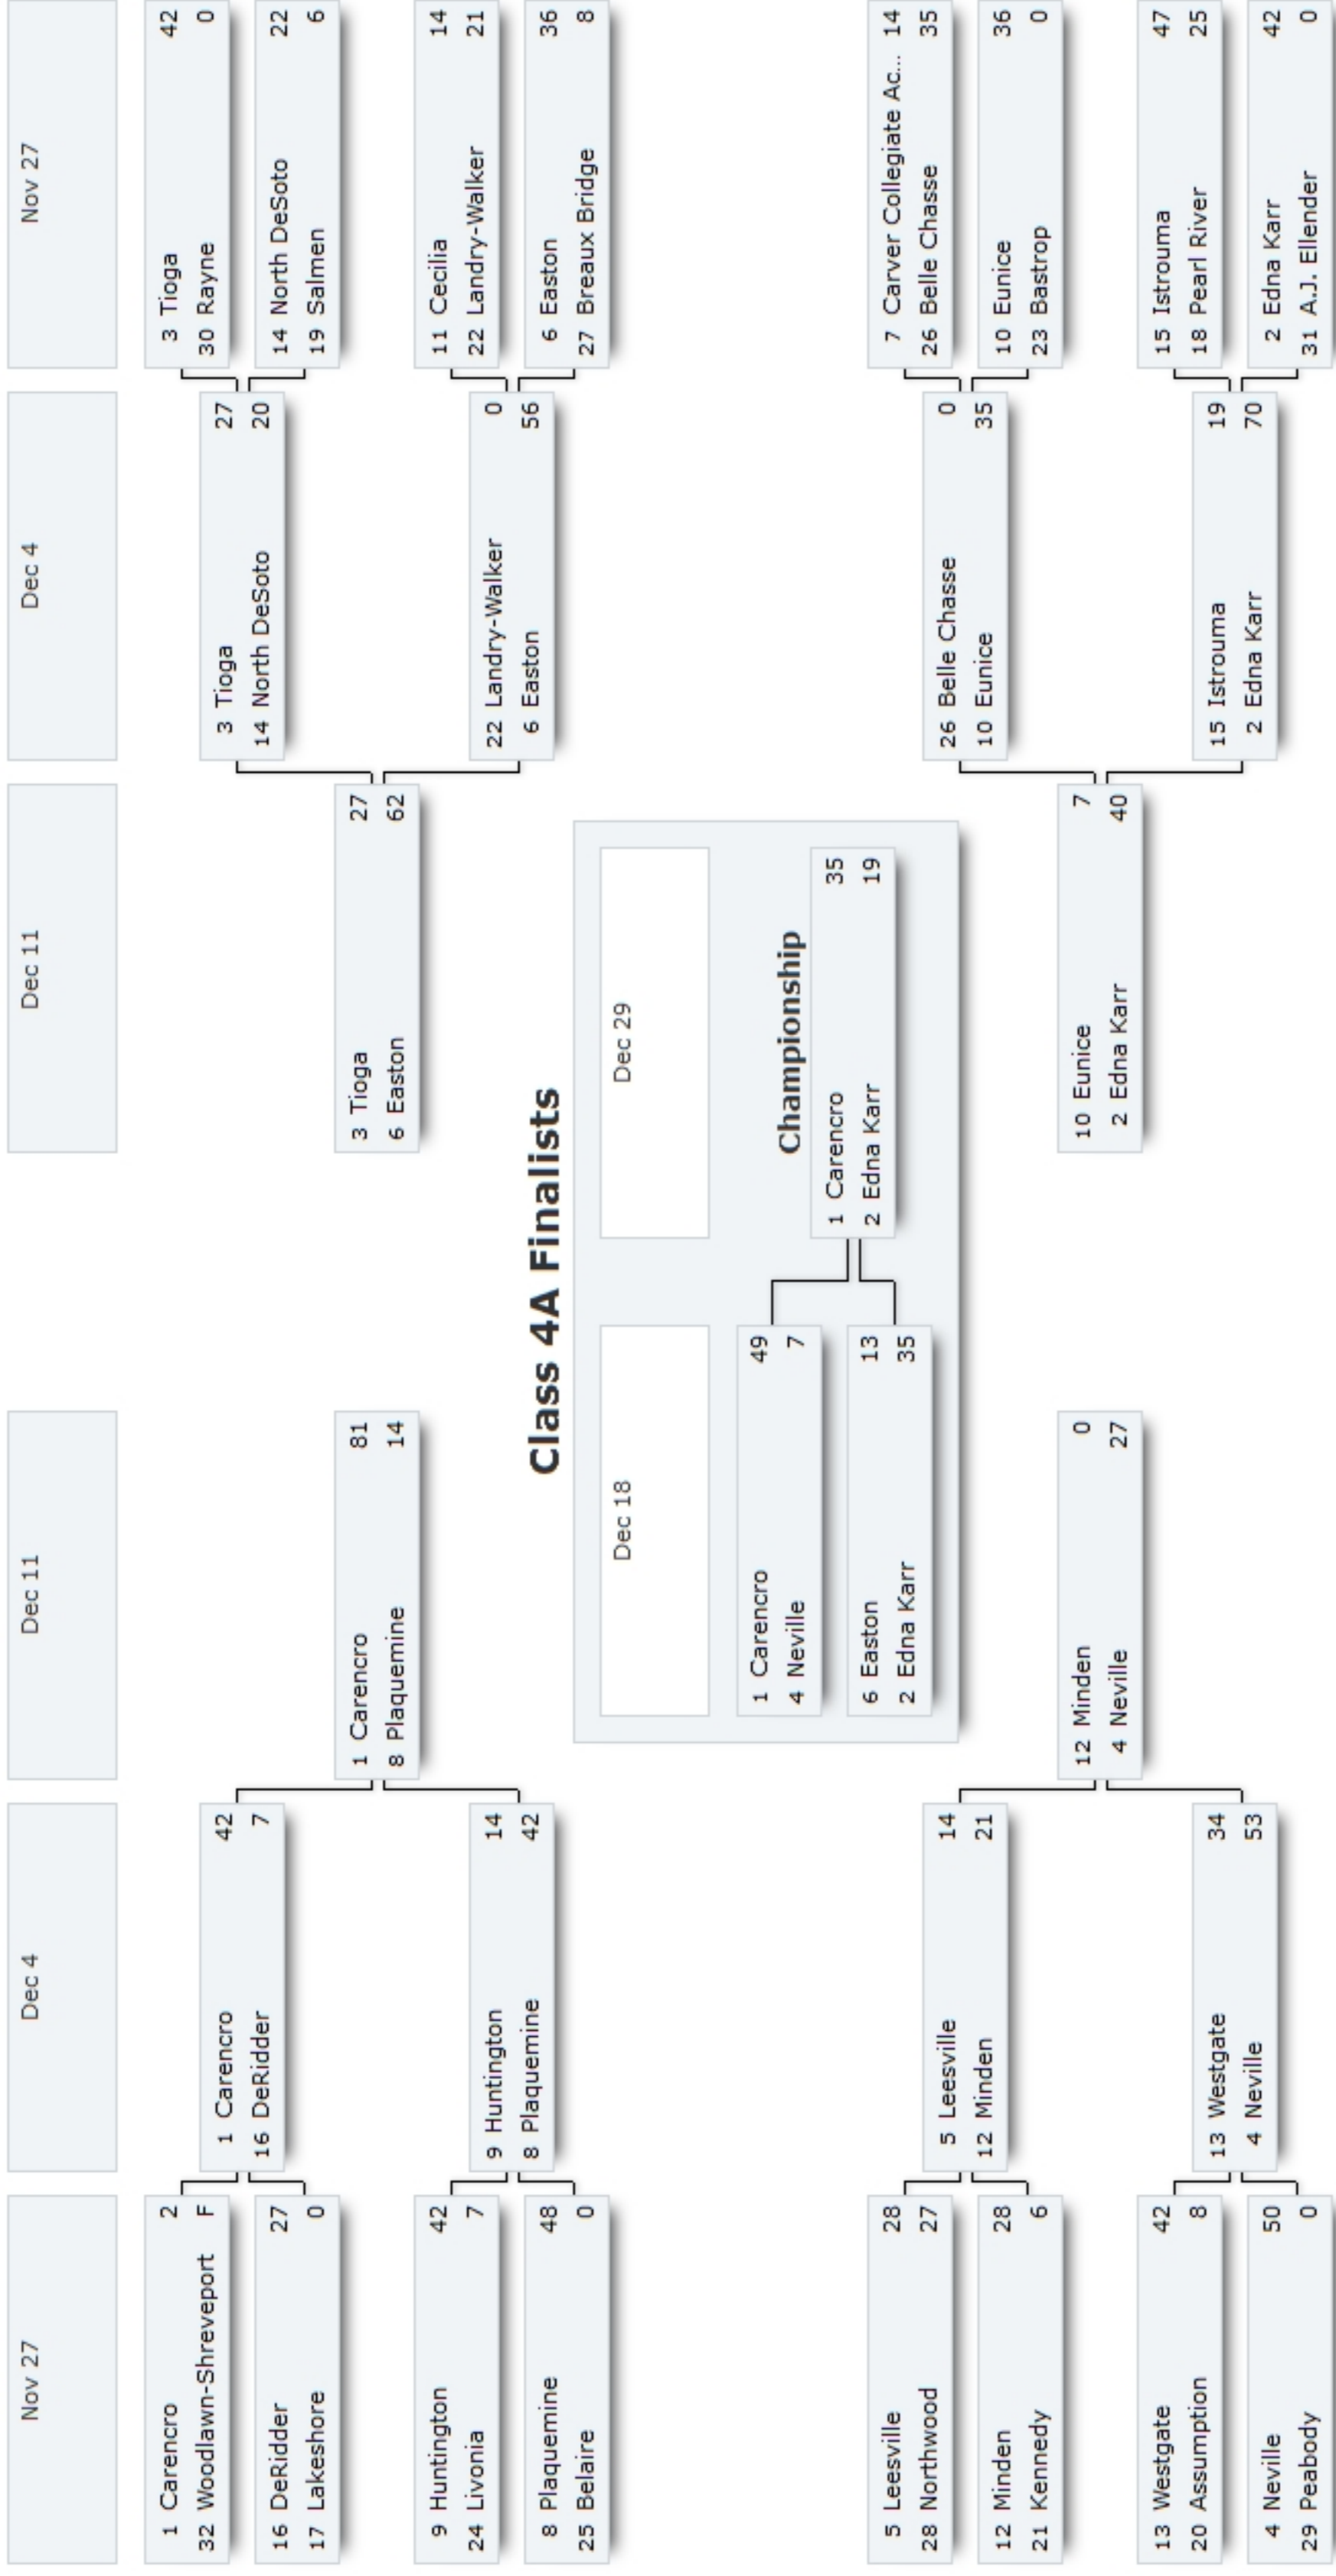 Nov 27
Dec 4
Dec 11
Dec 11
Dec 4
Nov 27
1 Carencro 2
32 Woodlawn-Shreveport F
16 DeRidder 27
17 Lakeshore 0
9 Huntington 42
24 Livonia 7
8 Plaquemine 48
25 Belaire 0
5 Leesville 28
28 Northwood 27
12 Minden 28
21 Kennedy 6
13 Westgate 42
20 Assumption 8
4 Neville 50
29 Peabody 0
1 Carencro 42
16 DeRidder 7
9 Huntington 14
8 Plaquemine 42
5 Leesville 14
12 Minden 21
13 Westgate 34
4 Neville 53
1 Carencro 81
8 Plaquemine 14
12 Minden 0
4 Neville 27
Class 4A Finalists
Dec 18
Dec 29
1 Carencro 49
4 Neville 7
6 Easton 13
2 Edna Karr 35
Championship
1 Carencro 35
2 Edna Karr 19
3 Tioga 27
6 Easton 62
10 Eunice 7
2 Edna Karr 40
3 Tioga 27
14 North DeSoto 20
22 Landry-Walker 0
6 Easton 56
26 Belle Chasse 0
10 Eunice 35
15 Istrouma 19
2 Edna Karr 70
3 Tioga 42
30 Rayne 0
14 North DeSoto 22
19 Salmen 6
11 Cecilia 14
22 Landry-Walker 21
6 Easton 36
27 Breaux Bridge 8
7 Carver Collegiate Ac... 14
26 Belle Chasse 35
10 Eunice 36
23 Bastrop 0
15 Istrouma 47
18 Pearl River 25
2 Edna Karr 42
31 A.J. Ellender 0